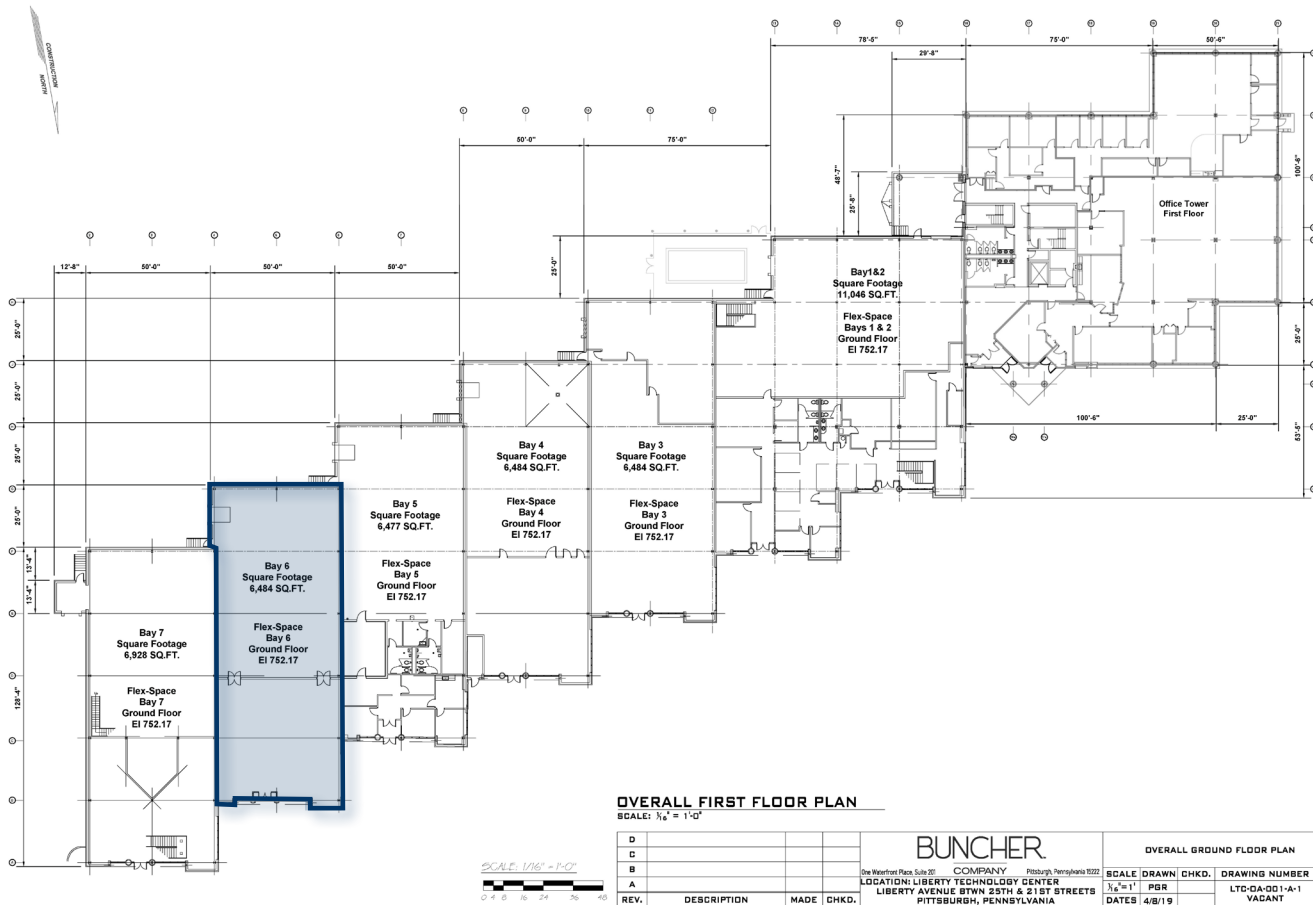 CONSTRUCTION
NORTH
78'-5"
75'-0"
50'-6"
29'-8"
50'-0"
75'-0"
48'-7"
25'-8"
100'-6"
Office Tower
First Floor
12'-8"
50'-0"
50'-0"
50'-0"
25'-0"
Bay1&2
Square Footage
11,046 SQ.FT.
Flex-Space
Bays 1 & 2
Ground Floor
El 752.17
25'-0"
25'-0"
25'-0"
25'-0"
25'-0"
100'-6"
25'-0"
53'-5"
Bay 4
Square Footage
6,484 SQ.FT.
Flex-Space
Bay 4
Ground Floor
El 752.17
Bay 3
Square Footage
6,484 SQ.FT.
Flex-Space
Bay 3
Ground Floor
El 752.17
Bay 5
Square Footage
6,477 SQ.FT.
Flex-Space
Bay 5
Ground Floor
El 752.17
13'-4"
13'-4"
Bay 6
Square Footage
6,484 SQ.FT.
Flex-Space
Bay 6
Ground Floor
El 752.17
Bay 7
Square Footage
6,928 SQ.FT.
Flex-Space
Bay 7
Ground Floor
El 752.17
128'-4"
OVERALL FIRST FLOOR PLAN
SCALE: 1/16" = 1'-0"
SCALE: 1/16" = 1'-0"
0 4 8 16 24 36 48
D
C
B
A
REV. DESCRIPTION MADE CHKD.
BUNCHER
COMPANY
One Waterfront Place, Suite 201 Pittsburgh, Pennsylvania 15222
LOCATION: LIBERTY TECHNOLOGY CENTER
LIBERTY AVENUE BTWN 25TH & 21ST STREETS
PITTSBURGH, PENNSYLVANIA
OVERALL GROUND FLOOR PLAN
SCALE DRAWN CHKD. DRAWING NUMBER
1/16"=1' PGR
LTC-OA-001-A-1
DATES 4/8/19
VACANT